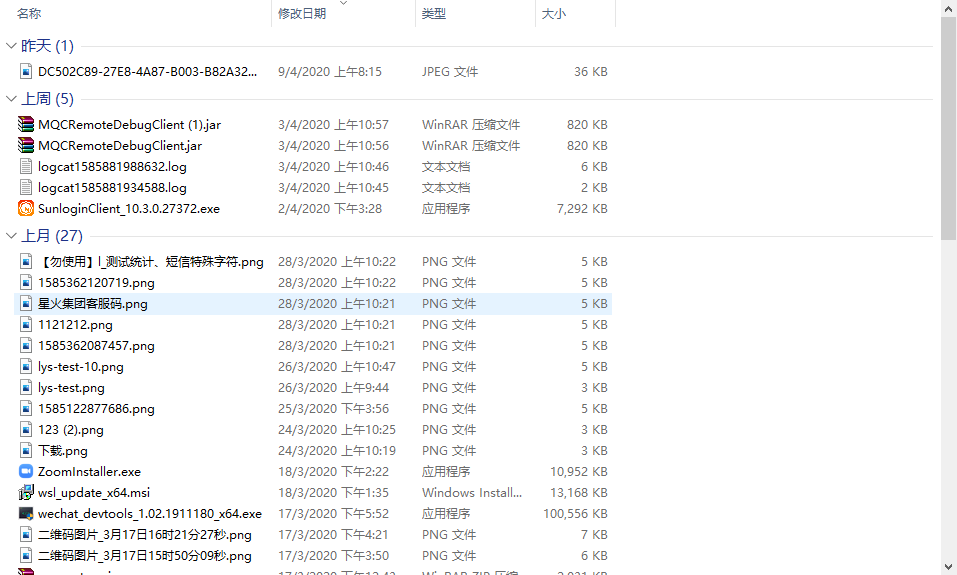 名称 修改日期 类型 大小
昨天 (1)
DC502C89-27E8-4A87-B003-B82A32... 9/4/2020 上午8:15 JPEG 文件 36 KB
上周 (5)
MQCRemoteDebugClient (1).jar 3/4/2020 上午10:57 WinRAR 压缩文件 820 KB
MQCRemoteDebugClient.jar 3/4/2020 上午10:56 WinRAR 压缩文件 820 KB
logcat1585881988632.log 3/4/2020 上午10:46 文本文档 6 KB
logcat1585881934588.log 3/4/2020 上午10:45 文本文档 2 KB
SunloginClient_10.3.0.27372.exe 2/4/2020 下午3:28 应用程序 7,292 KB
上月 (27)
【勿使用】l_测试统计、短信特殊字符.png 28/3/2020 上午10:22 PNG 文件 5 KB
1585362120719.png 28/3/2020 上午10:22 PNG 文件 5 KB
星火集团客服码.png 28/3/2020 上午10:21 PNG 文件 5 KB
1121212.png 28/3/2020 上午10:21 PNG 文件 5 KB
1585362087457.png 28/3/2020 上午10:21 PNG 文件 5 KB
lys-test-10.png 26/3/2020 上午10:47 PNG 文件 5 KB
lys-test.png 26/3/2020 上午9:44 PNG 文件 3 KB
1585122877686.png 25/3/2020 下午3:56 PNG 文件 5 KB
123 (2).png 24/3/2020 上午10:25 PNG 文件 3 KB
下载.png 24/3/2020 上午10:19 PNG 文件 3 KB
ZoomInstaller.exe 18/3/2020 下午2:22 应用程序 10,952 KB
wsl_update_x64.msi 18/3/2020 下午1:35 Windows Install... 13,168 KB
wechat_devtools_1.02.1911180_x64.exe 17/3/2020 下午5:52 应用程序 100,556 KB
二维码图片_3月17日16时21分27秒.png 17/3/2020 下午4:21 PNG 文件 7 KB
二维码图片_3月17日15时50分09秒.png 17/3/2020 下午3:50 PNG 文件 6 KB